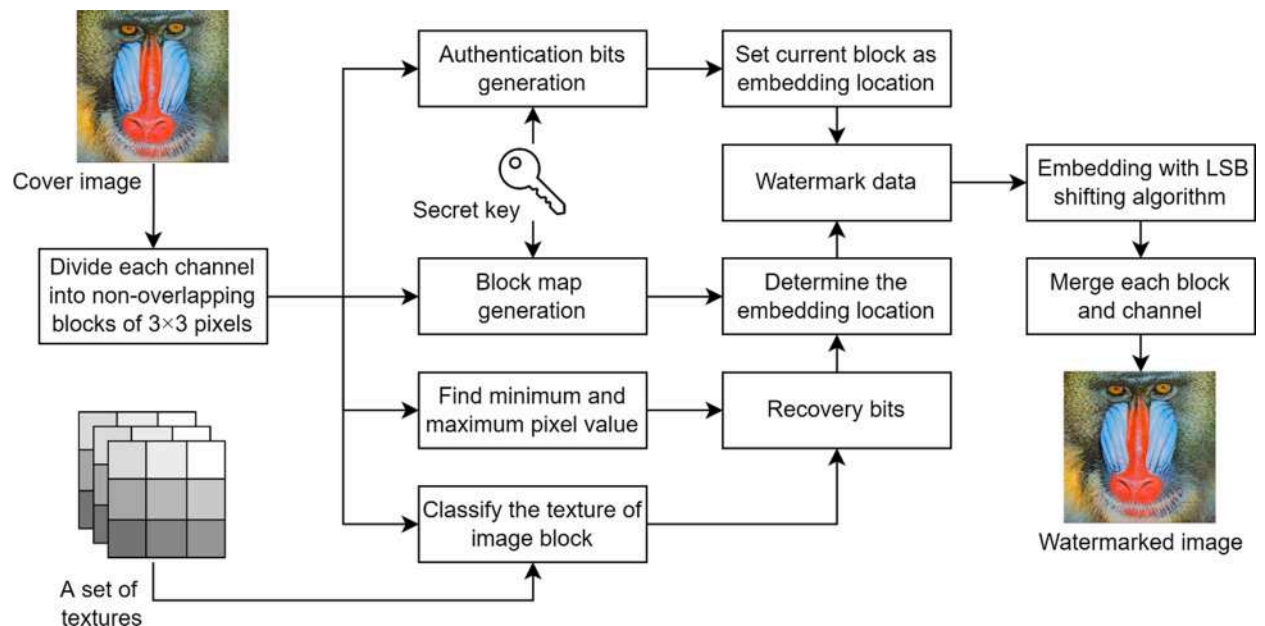 Cover image
Divide each channel
into non-overlapping
blocks of 3×3 pixels
A set of
textures
Authentication bits
generation
Secret key
Block map
generation
Find minimum and
maximum pixel value
Classify the texture of
image block
Set current block as
embedding location
Watermark data
Determine the
embedding location
Recovery bits
Embedding with LSB
shifting algorithm
Merge each block
and channel
Watermarked image